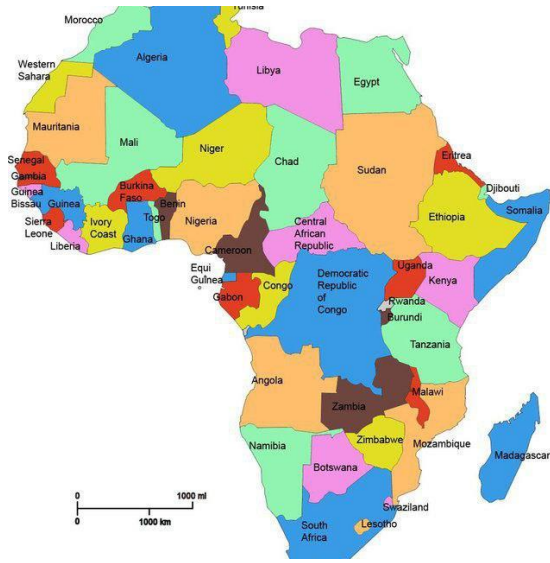 Morocco
Tunisia
Algeria
Western
Sahara
Libya
Egypt
Mauritania
Mali
Niger
Chad
Sudan
Eritrea
Senegal
Gambia
Guinea
Bissau
Guinea
Burkina
Faso
Benin
Djibouti
Nigeria
Togo
Sierra
Leone
Ivory
Coast
Ghana
Liberia
Ethiopia
Somalia
Cameroon
Central
African
Republic
Equi
Guinea
Congo
Gabon
Democratic
Republic
of
Congo
Uganda
Kenya
Rwanda
Burundi
Tanzania
Angola
Zambia
Malawi
Namibia
Zimbabwe
Mozambique
Botswana
Madagascar
0 1000 mi
0 1000 km
Swaziland
South
Africa
Lesotho